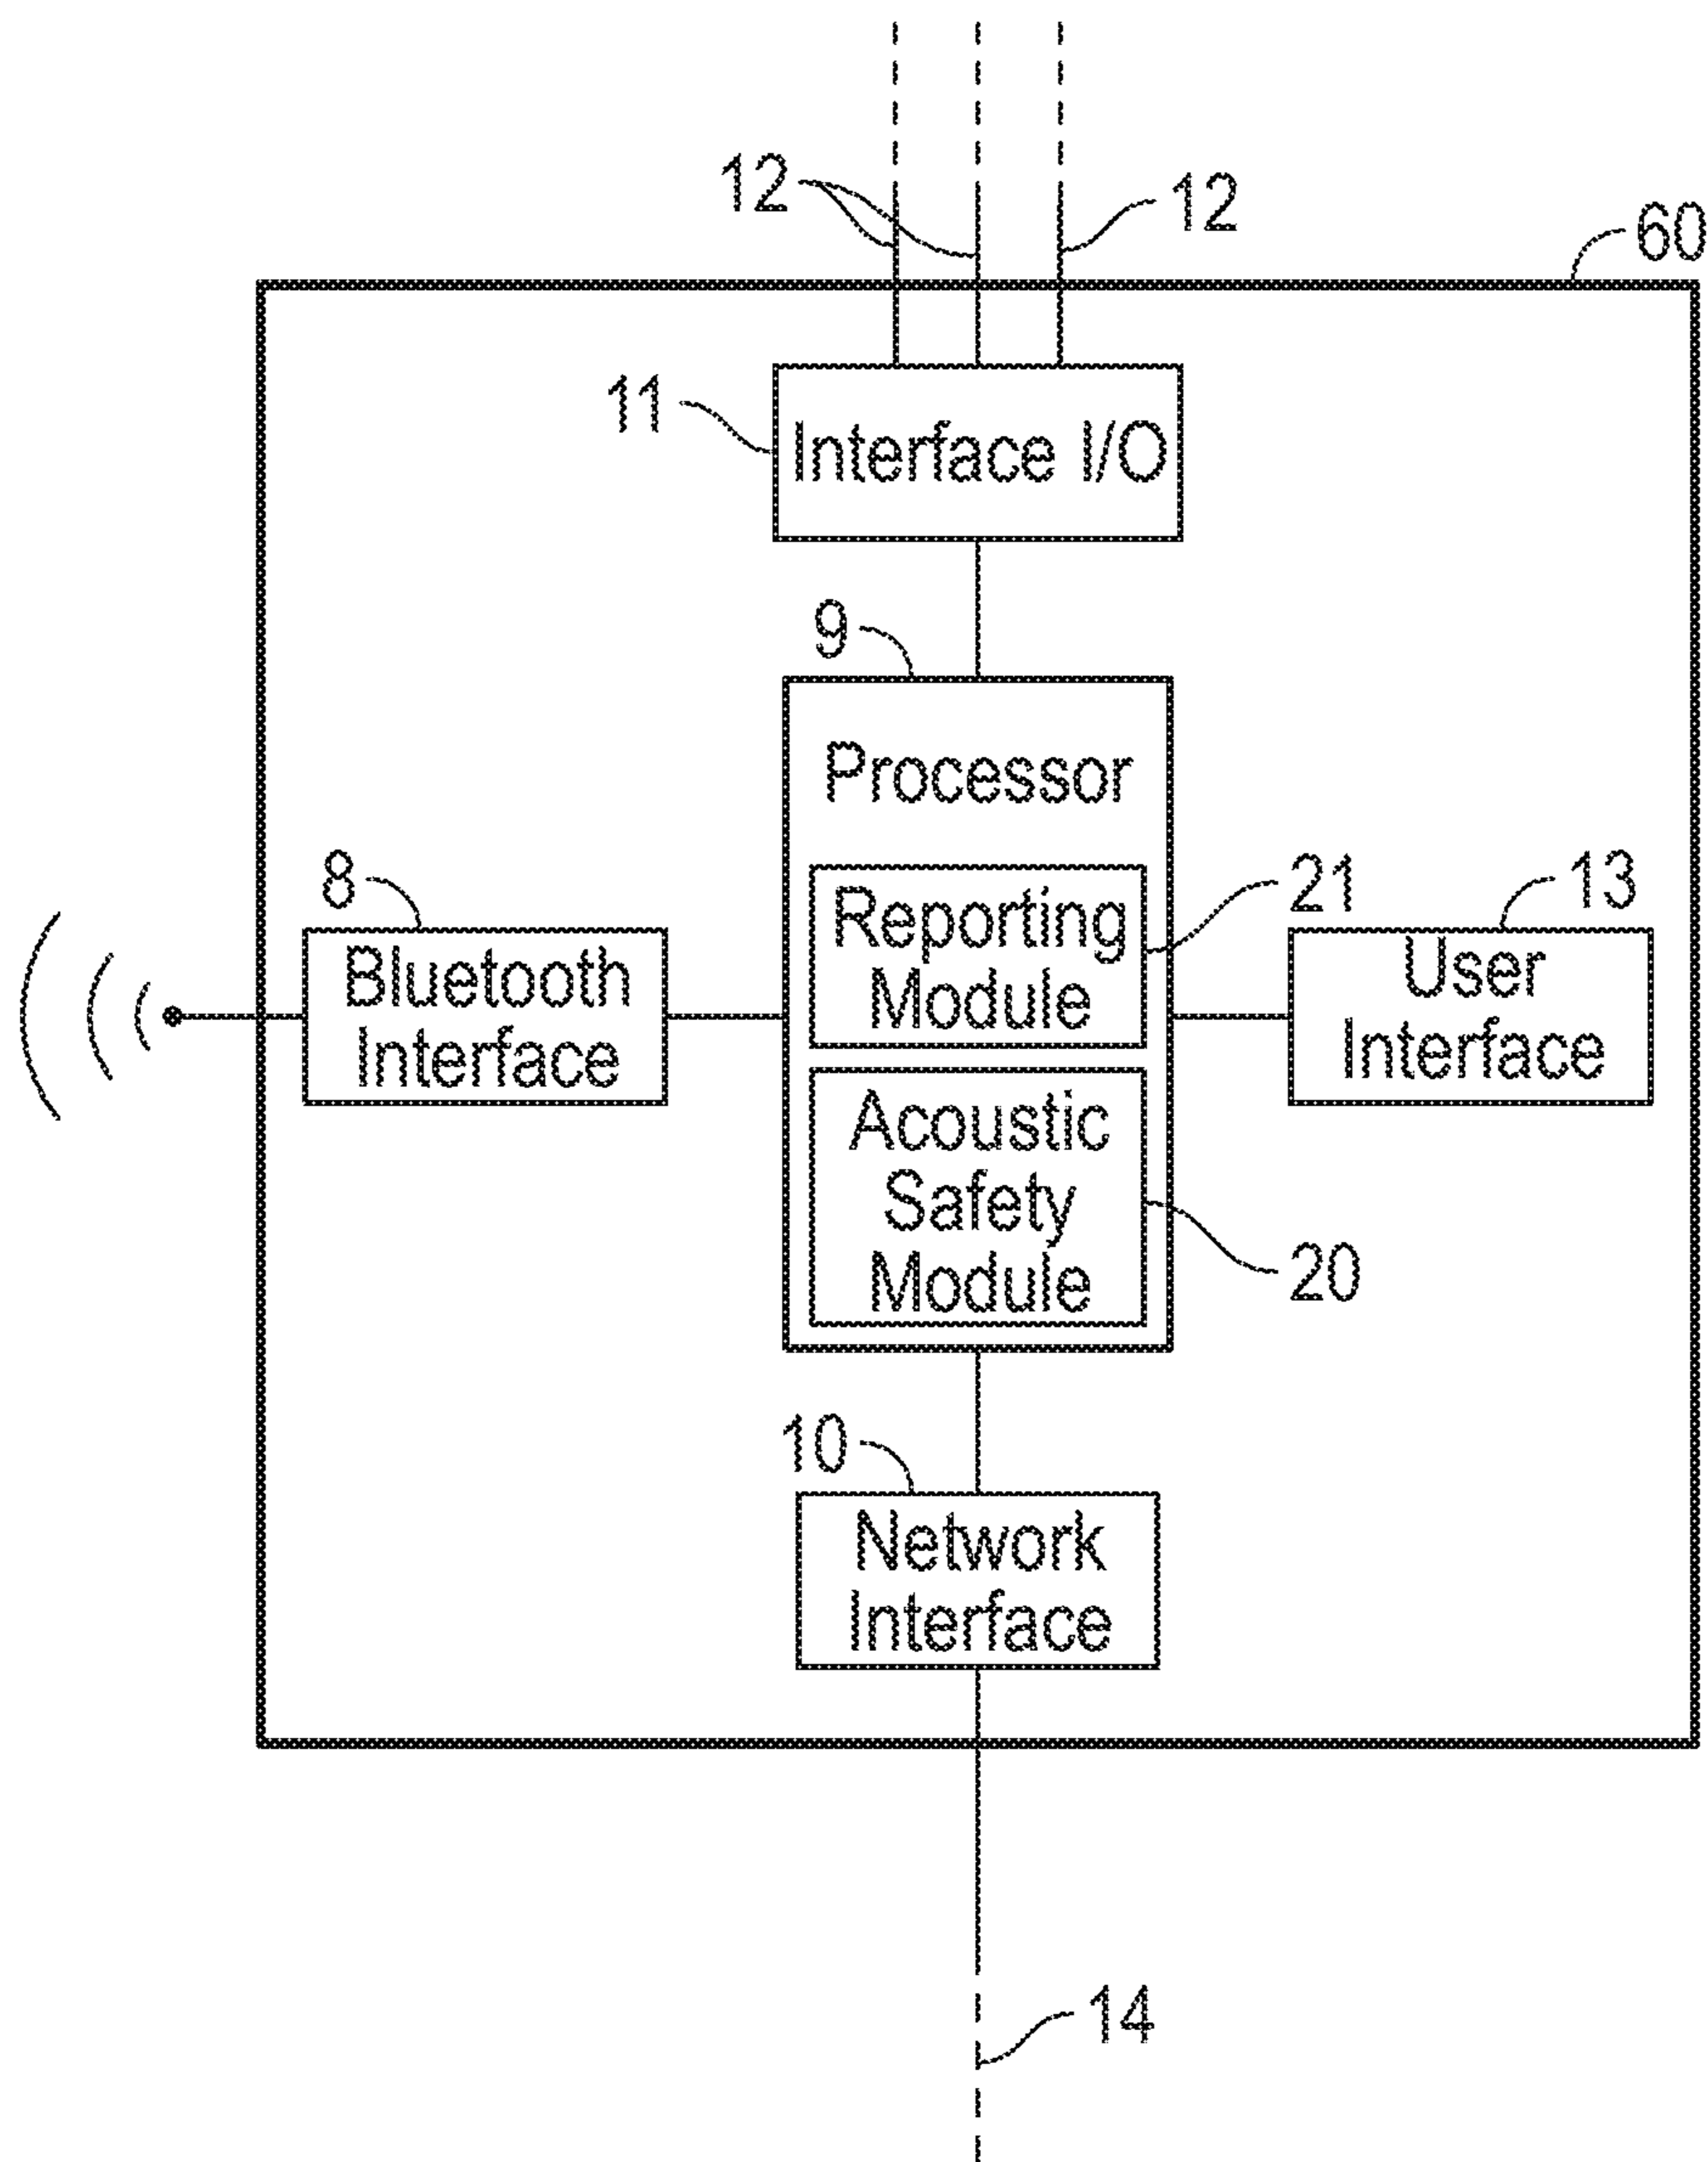 12
12
60
11
Interface I/O
9
Processor
8
Bluetooth
Interface
Reporting
Module
21
13
User
Interface
Acoustic
Safety
Module
20
10
Network
Interface
14